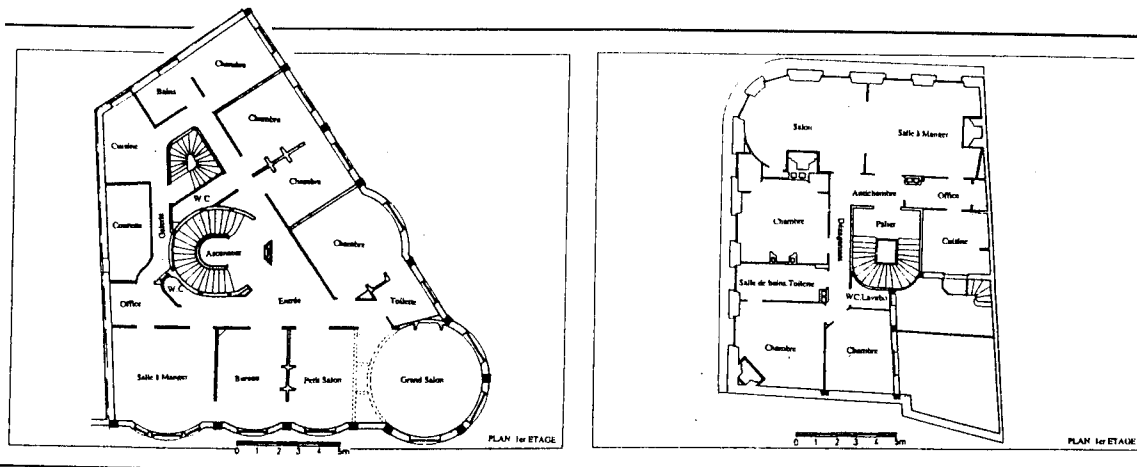 Chambre
Bains
Chambre
Cuisine
Chambre
W C
Galerie
Ascenseur
Chambre
Office
W.C
Entrée
Toilette
Salle à Manger
Bureau
Petit Salon
Grand Salon
0 1 2 3 4 5m
PLAN 1er ETAGE
Salon
Salle à Manger
Antichambre
Office
Chambre
Dégagement
Palier
Cuisine
Salle de bains Toilette
W.C. Lavabo
Chambre
Chambre
0 1 2 3 4 5m
PLAN 1er ETAGE